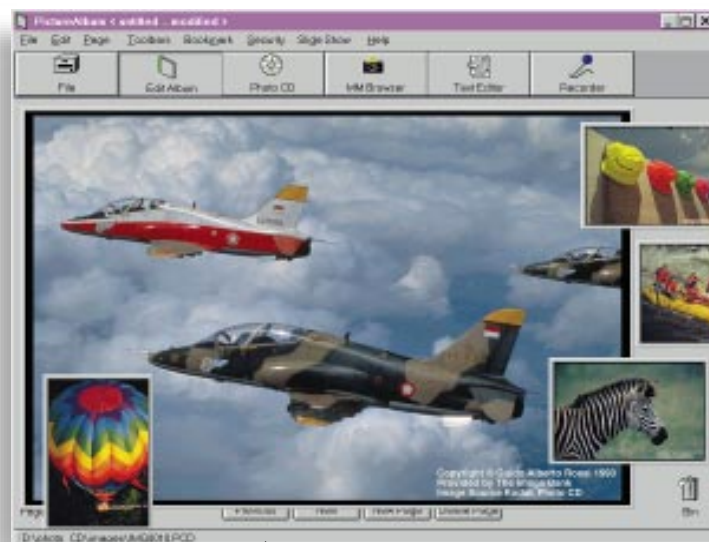 PictureAlbum < untitled .. modified >
File Edit Page Toolbars Bookmark Security Slide Show Help
File Edit Album Photo CD MM Browser Text Editor Recorder
Copyright © Guido Alberto Rossi 1993
Provided by The Image Bank
Image Source Kodak Photo CD
Page
Previous New Page Delete Page
Bin